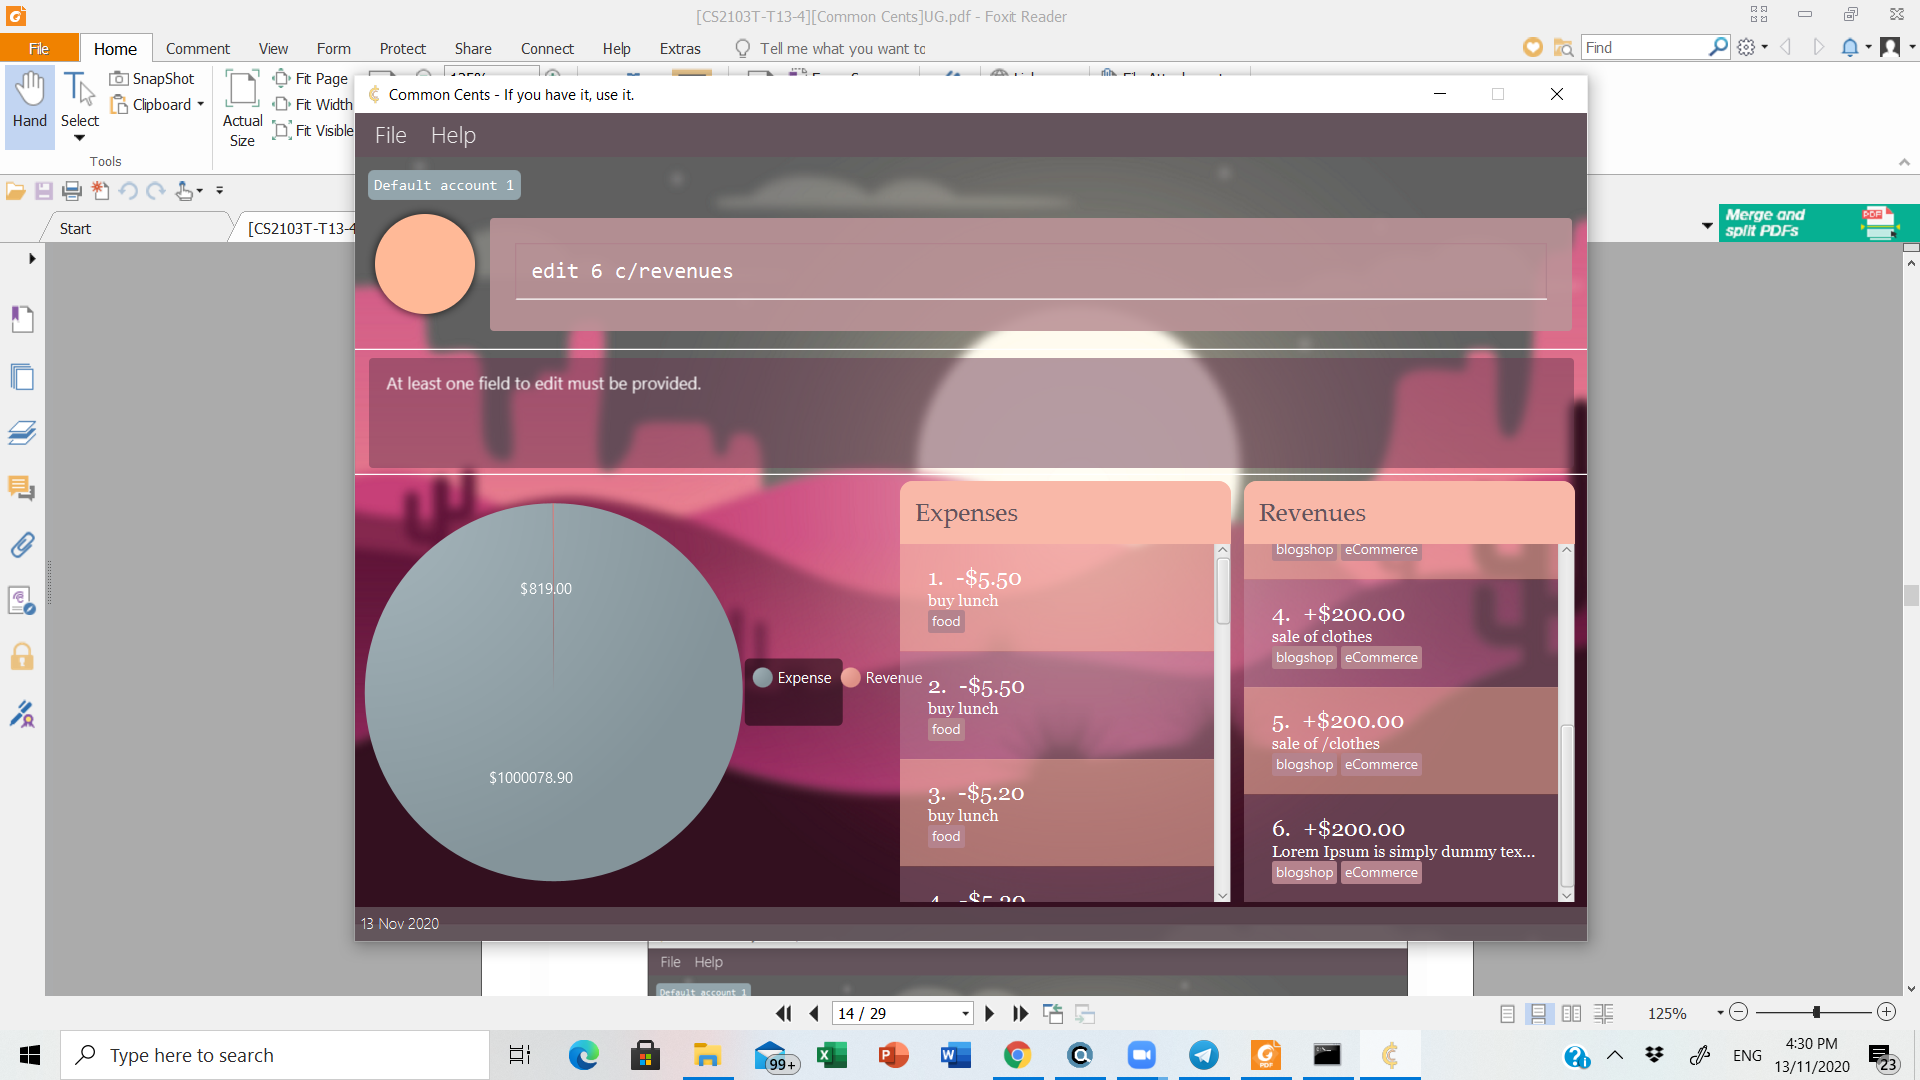 [CS2103T-T13-4][Common Cents]UG.pdf - Foxit Reader
File Home Comment View Form Protect Share Connect Help Extras Tell me what you want to
Find
Hand
Select
SnapShot
Clipboard
Tools
Actual
Size
Fit Page
Fit Width
Fit Visible
Start
[CS2103T-T13-4
Merge and
split PDFs
PDF
Common Cents - If you have it, use it.
File Help
Default account 1
edit 6 c/revenues
At least one field to edit must be provided.
$819.00
$1000078.90
Expense Revenue
Expenses
1. -$5.50
buy lunch
food
2. -$5.50
buy lunch
food
3. -$5.20
buy lunch
food
4. -$5.20
Revenues
blogshop eCommerce
4. +$200.00
sale of clothes
blogshop eCommerce
5. +$200.00
sale of /clothes
blogshop eCommerce
6. +$200.00
Lorem Ipsum is simply dummy tex...
blogshop eCommerce
13 Nov 2020
File Help
Default account 1
14 / 29
125%
Type here to search
99+
ENG
4:30 PM
13/11/2020
23